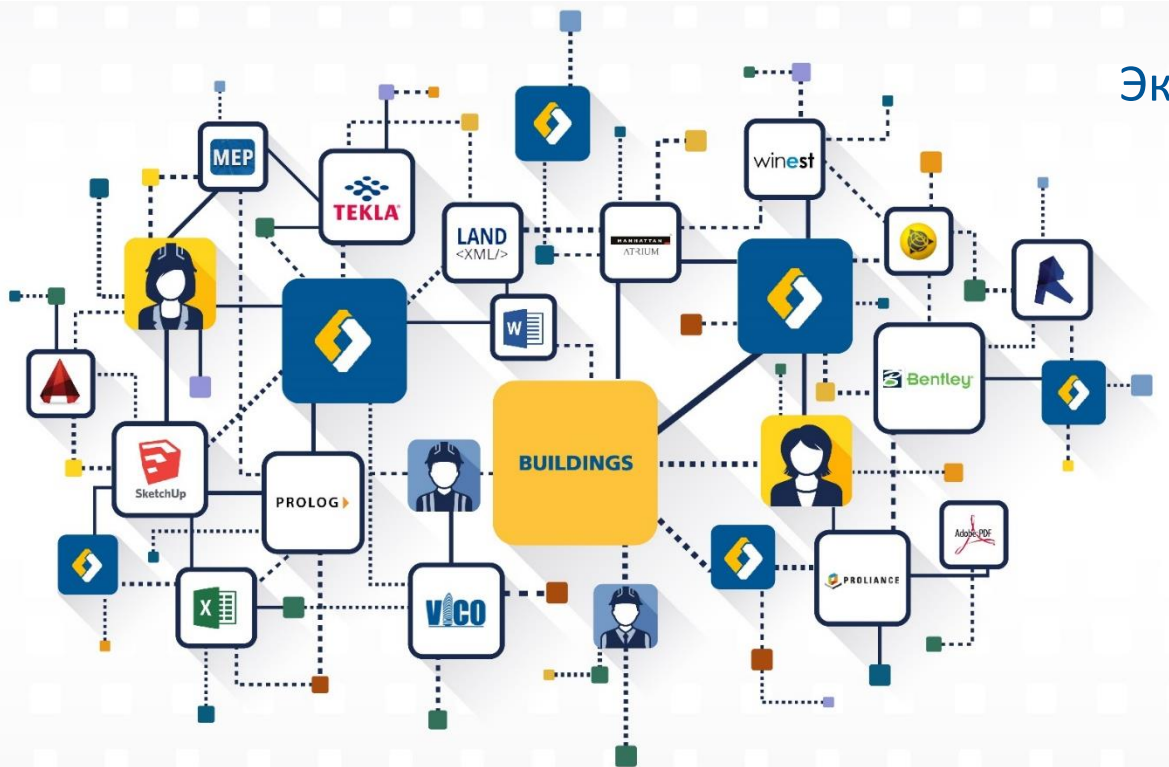 Эк
MEP
TEKLA
LAND
<XML/>
MANHATTAN
ATRIUM
winest
W
Bentley
SketchUp
PROLOG
BUILDINGS
X
VICO
PROLIANCE
Adobe PDF